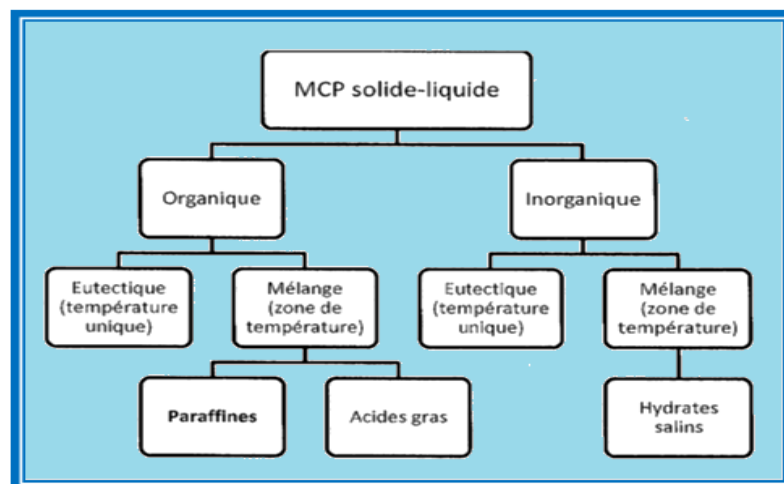 MCP solide-liquide
Organique
Inorganique
Eutectique
(température
unique)
Mélange
(zone de
température)
Eutectique
(température
unique)
Mélange
(zone de
température)
Paraffines
Acides gras
Hydrates
salins